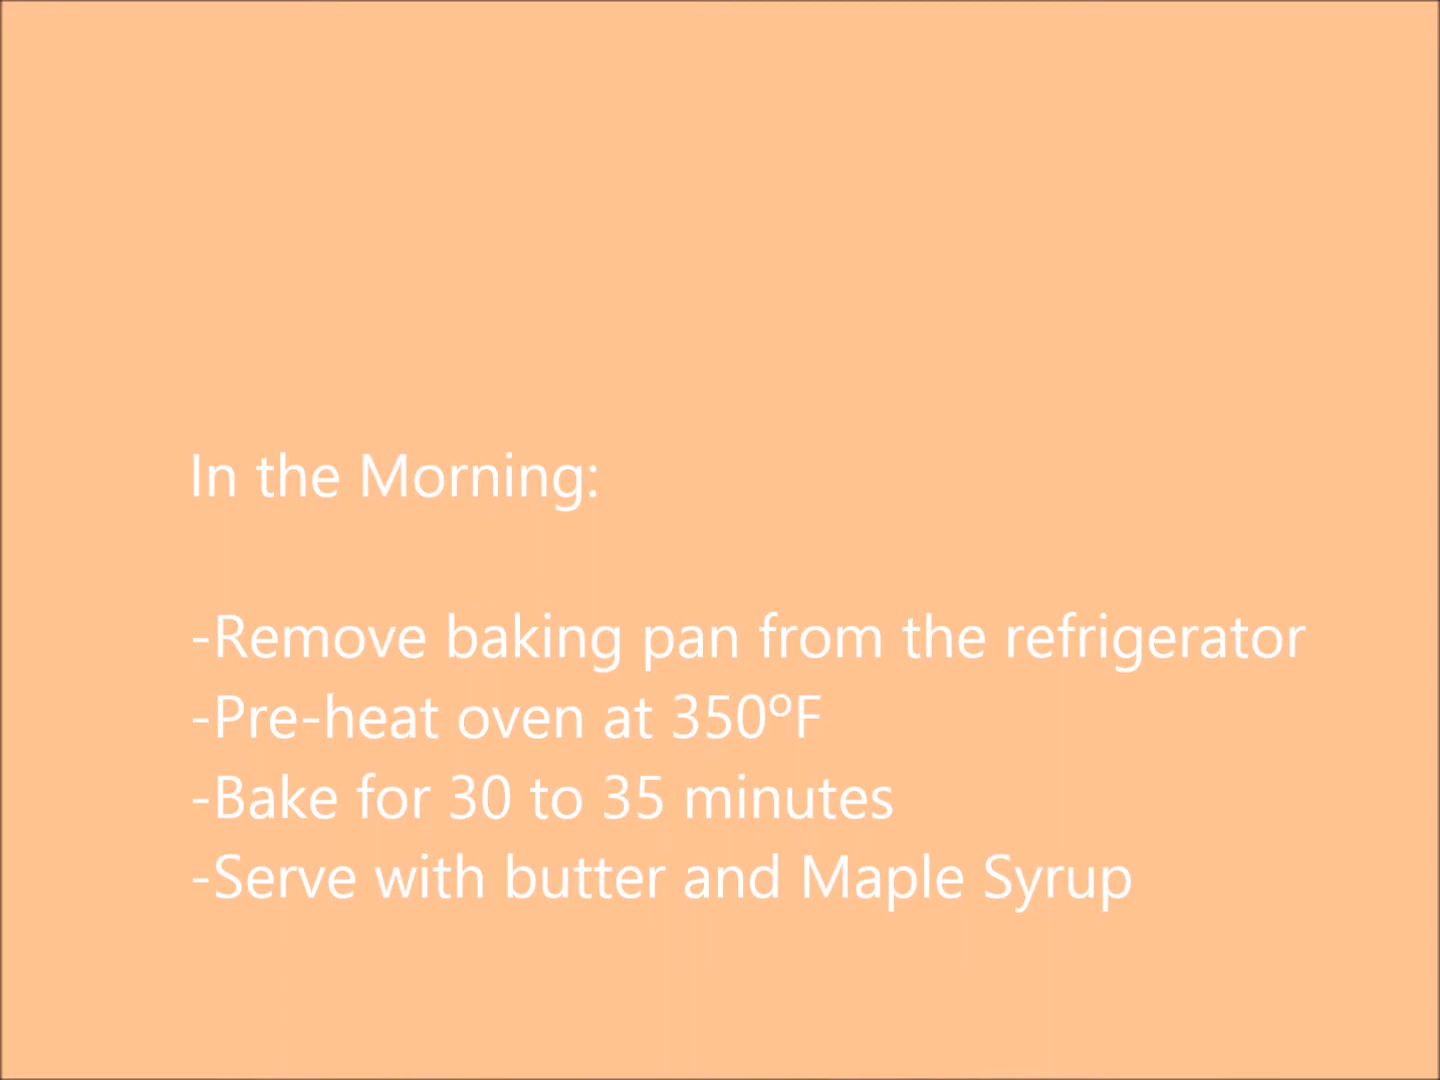 In the Morning:
-Remove baking pan from the refrigerator
-Pre-heat oven at 350ºF
-Bake for 30 to 35 minutes
-Serve with butter and Maple Syrup